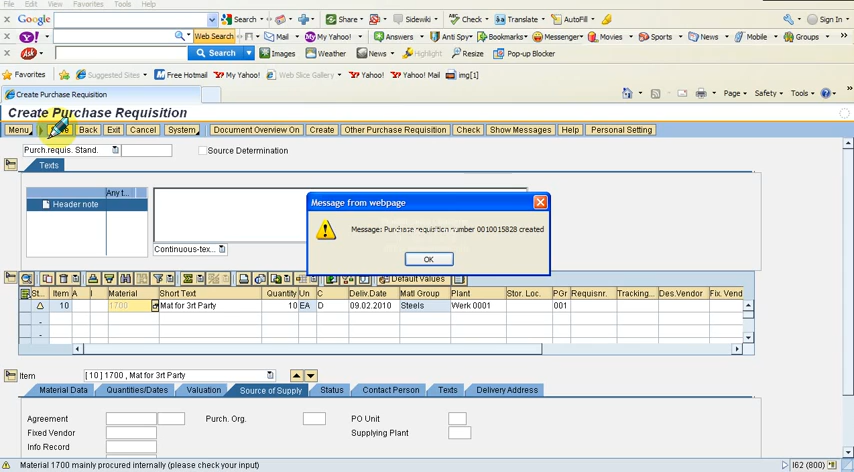 File Edit View Favorites Tools Help
Google Search Share Sidewiki Check Translate AutoFill Sign In
Y! Web Search Mail My Yahoo! Answers Anti Spy Bookmarks Messenger Movies Sports News Mobile Groups
Ask Search Images Weather News Highlight Resize Pop-up Blocker
Favorites Suggested Sites Free Hotmail My Yahoo! Web Slice Gallery Yahoo! Yahoo! Mail img[1]
Create Purchase Requisition Page Safety Tools
Create Purchase Requisition
Menu Back Exit Cancel System Document Overview On Create Other Purchase Requisition Check Show Messages Help Personal Setting
Purch.requis. Stand. Source Determination
Texts
Any t...
Header note
Continuous-tex...
Message from webpage
Message: Purchase requisition number 0010015828 created
OK
Default Values
St... Item A I Material Short Text Quantity Un C Deliv.Date Matl Group Plant Stor. Loc. PGr Requisnr. Tracking... Des.Vendor Fix. Vend
10 1700 Mat for 3rt Party 10 EA D 09.02.2010 Steels Werk 0001 001
Item [ 10 ] 1700 , Mat for 3rt Party
Material Data Quantities/Dates Valuation Source of Supply Status Contact Person Texts Delivery Address
Agreement Purch. Org. PO Unit
Fixed Vendor Supplying Plant
Info Record
Material 1700 mainly procured internally (please check your input) I62 (800)